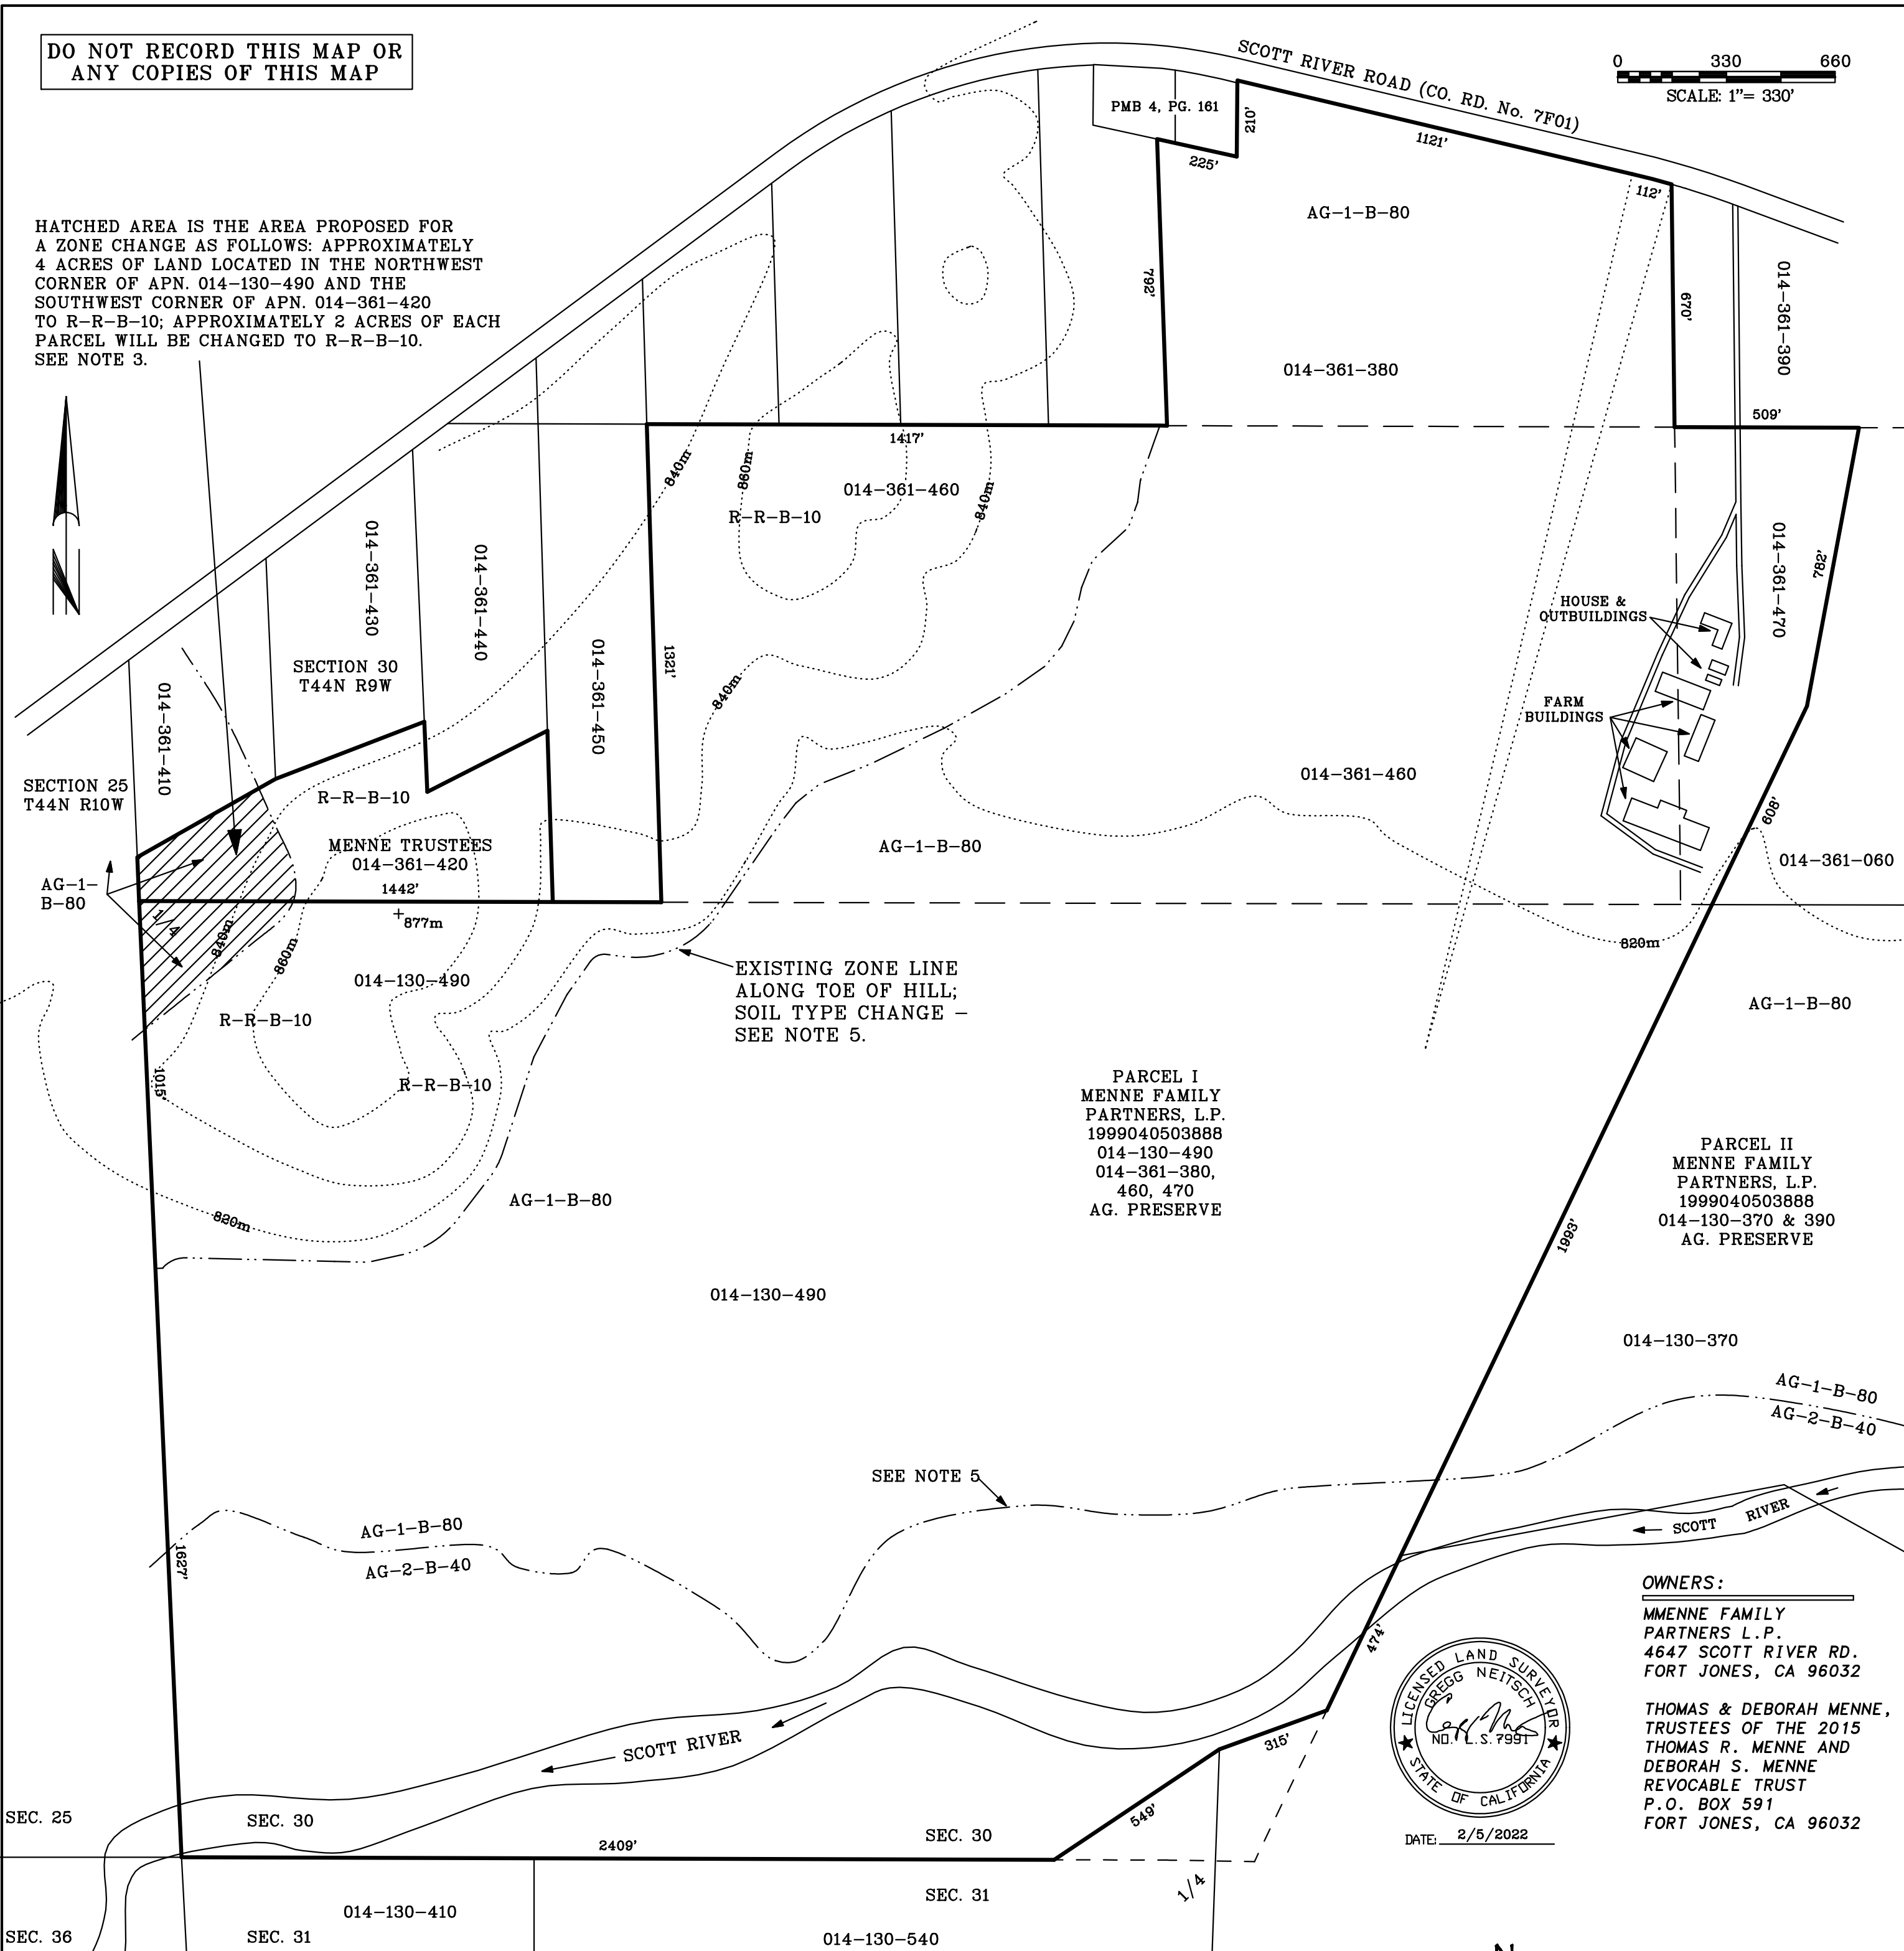 DO NOT RECORD THIS MAP OR
ANY COPIES OF THIS MAP
SCOTT RIVER ROAD (CO. RD. No. 7F01)
0 330 660
SCALE: 1"= 330'
PMB 4, PG. 161
210'
225'
1121'
112'
HATCHED AREA IS THE AREA PROPOSED FOR
A ZONE CHANGE AS FOLLOWS: APPROXIMATELY
4 ACRES OF LAND LOCATED IN THE NORTHWEST
CORNER OF APN. 014-130-490 AND THE
SOUTHWEST CORNER OF APN. 014-361-420
TO R-R-B-10; APPROXIMATELY 2 ACRES OF EACH
PARCEL WILL BE CHANGED TO R-R-B-10.
SEE NOTE 3.
AG-1-B-80
792'
670'
014-361-390
014-361-380
509'
1417'
840m
860m
014-361-460
840m
R-R-B-10
N
014-361-430
014-361-440
014-361-450
014-361-470
782'
HOUSE &
OUTBUILDINGS
SECTION 30
T44N R9W
1321'
840m
014-361-410
FARM
BUILDINGS
SECTION 25
T44N R10W
R-R-B-10
014-361-460
608'
MENNE TRUSTEES
014-361-420
AG-1-B-80
014-361-060
AG-1-
B-80
1442'
1/4
877m
840m
860m
820m
014-130-490
EXISTING ZONE LINE
ALONG TOE OF HILL;
SOIL TYPE CHANGE -
SEE NOTE 5.
AG-1-B-80
R-R-B-10
1015'
R-R-B-10
PARCEL I
MENNE FAMILY
PARTNERS, L.P.
1999040503888
014-130-490
014-361-380,
460, 470
AG. PRESERVE
PARCEL II
MENNE FAMILY
PARTNERS, L.P.
1999040503888
014-130-370 & 390
AG. PRESERVE
AG-1-B-80
820m
1993'
014-130-490
014-130-370
AG-1-B-80
AG-2-B-40
SEE NOTE 5
AG-1-B-80
AG-2-B-40
1627'
SCOTT RIVER
474'
OWNERS:
MMENNE FAMILY
PARTNERS L.P.
4647 SCOTT RIVER RD.
FORT JONES, CA 96032
THOMAS & DEBORAH MENNE,
TRUSTEES OF THE 2015
THOMAS R. MENNE AND
DEBORAH S. MENNE
REVOCABLE TRUST
P.O. BOX 591
FORT JONES, CA 96032
LICENSED LAND SURVEYOR
GREGG NEITSCH
NO. L.S. 7991
STATE OF CALIFORNIA
DATE: 2/5/2022
SCOTT RIVER
315'
549'
SEC. 25
SEC. 30
2409'
SEC. 30
1/4
SEC. 31
014-130-410
SEC. 36
SEC. 31
014-130-540